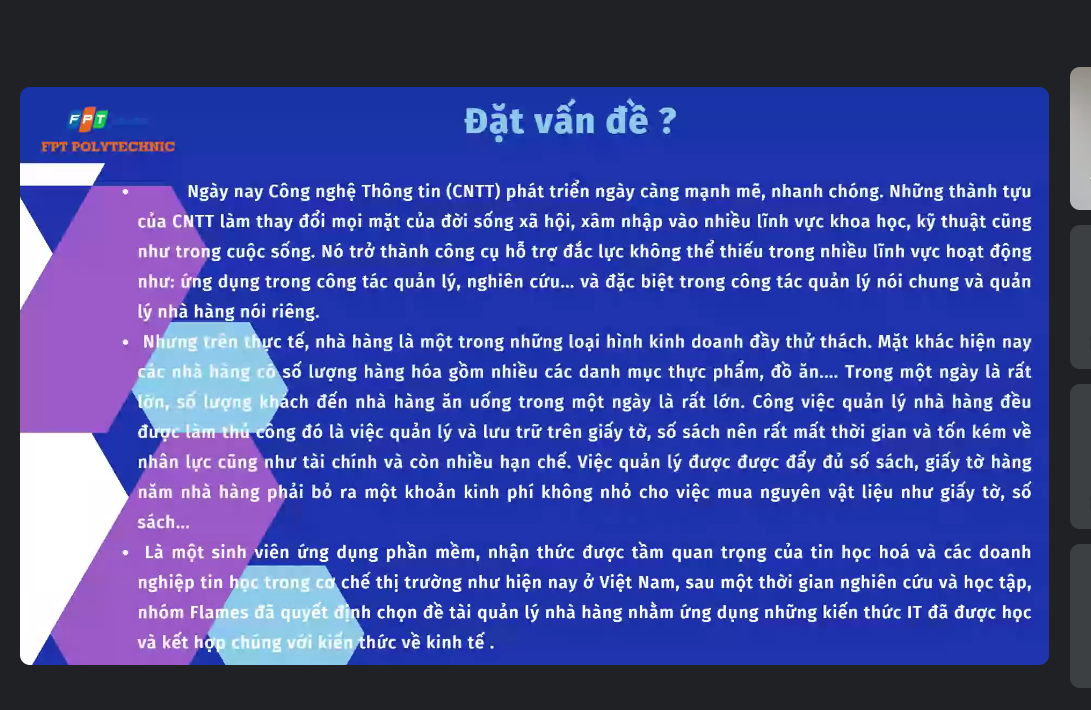 Đặt vấn đề ?
FPT
FPT POLYTECHNIC
• Ngày nay Công nghệ Thông tin (CNTT) phát triển ngày càng mạnh mẽ, nhanh chóng. Những thành tựu
của CNTT làm thay đổi mọi mặt của đời sống xã hội, xâm nhập vào nhiều lĩnh vực khoa học, kỹ thuật cũng
như trong cuộc sống. Nó trở thành công cụ hỗ trợ đắc lực không thể thiếu trong nhiều lĩnh vực hoạt động
như: ứng dụng trong công tác quản lý, nghiên cứu... và đặc biệt trong công tác quản lý nói chung và quản
lý nhà hàng nói riêng.
• Nhưng trên thực tế, nhà hàng là một trong những loại hình kinh doanh đầy thử thách. Mặt khác hiện nay
các nhà hàng có số lượng hàng hóa gồm nhiều các danh mục thực phẩm, đồ ăn.... Trong một ngày là rất
lớn, số lượng khách đến nhà hàng ăn uống trong một ngày là rất lớn. Công việc quản lý nhà hàng đều
được làm thủ công đó là việc quản lý và lưu trữ trên giấy tờ, số sách nên rất mất thời gian và tốn kém về
nhân lực cũng như tài chính và còn nhiều hạn chế. Việc quản lý được được đẩy đủ số sách, giấy tờ hàng
năm nhà hàng phải bỏ ra một khoản kinh phí không nhỏ cho việc mua nguyên vật liệu như giấy tờ, số
sách...
• Là một sinh viên ứng dụng phần mềm, nhận thức được tầm quan trọng của tin học hoá và các doanh
nghiệp tin học trong cơ chế thị trường như hiện nay ở Việt Nam, sau một thời gian nghiên cứu và học tập,
nhóm Flames đã quyết định chọn đề tài quản lý nhà hàng nhằm ứng dụng những kiến thức IT đã được học
và kết hợp chúng với kiến thức về kinh tế .